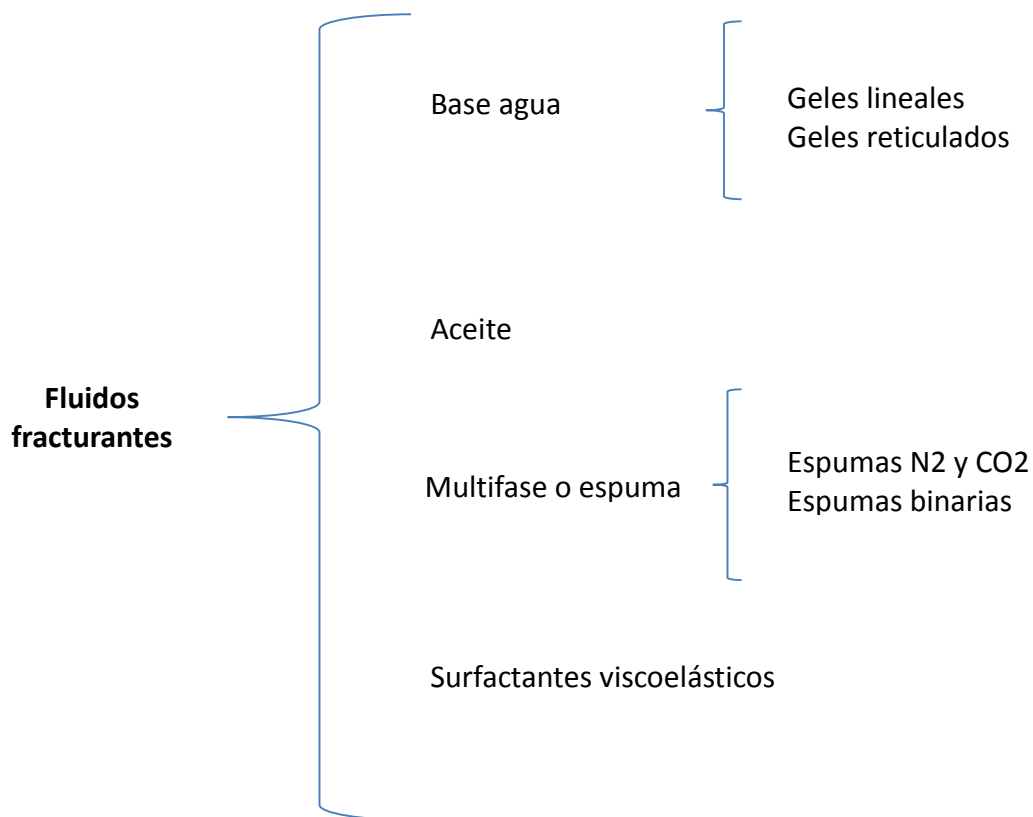 Fluidos
fracturantes
Base agua
Geles lineales
Geles reticulados
Aceite
Multifase o espuma
Espumas N2 y CO2
Espumas binarias
Surfactantes viscoelásticos